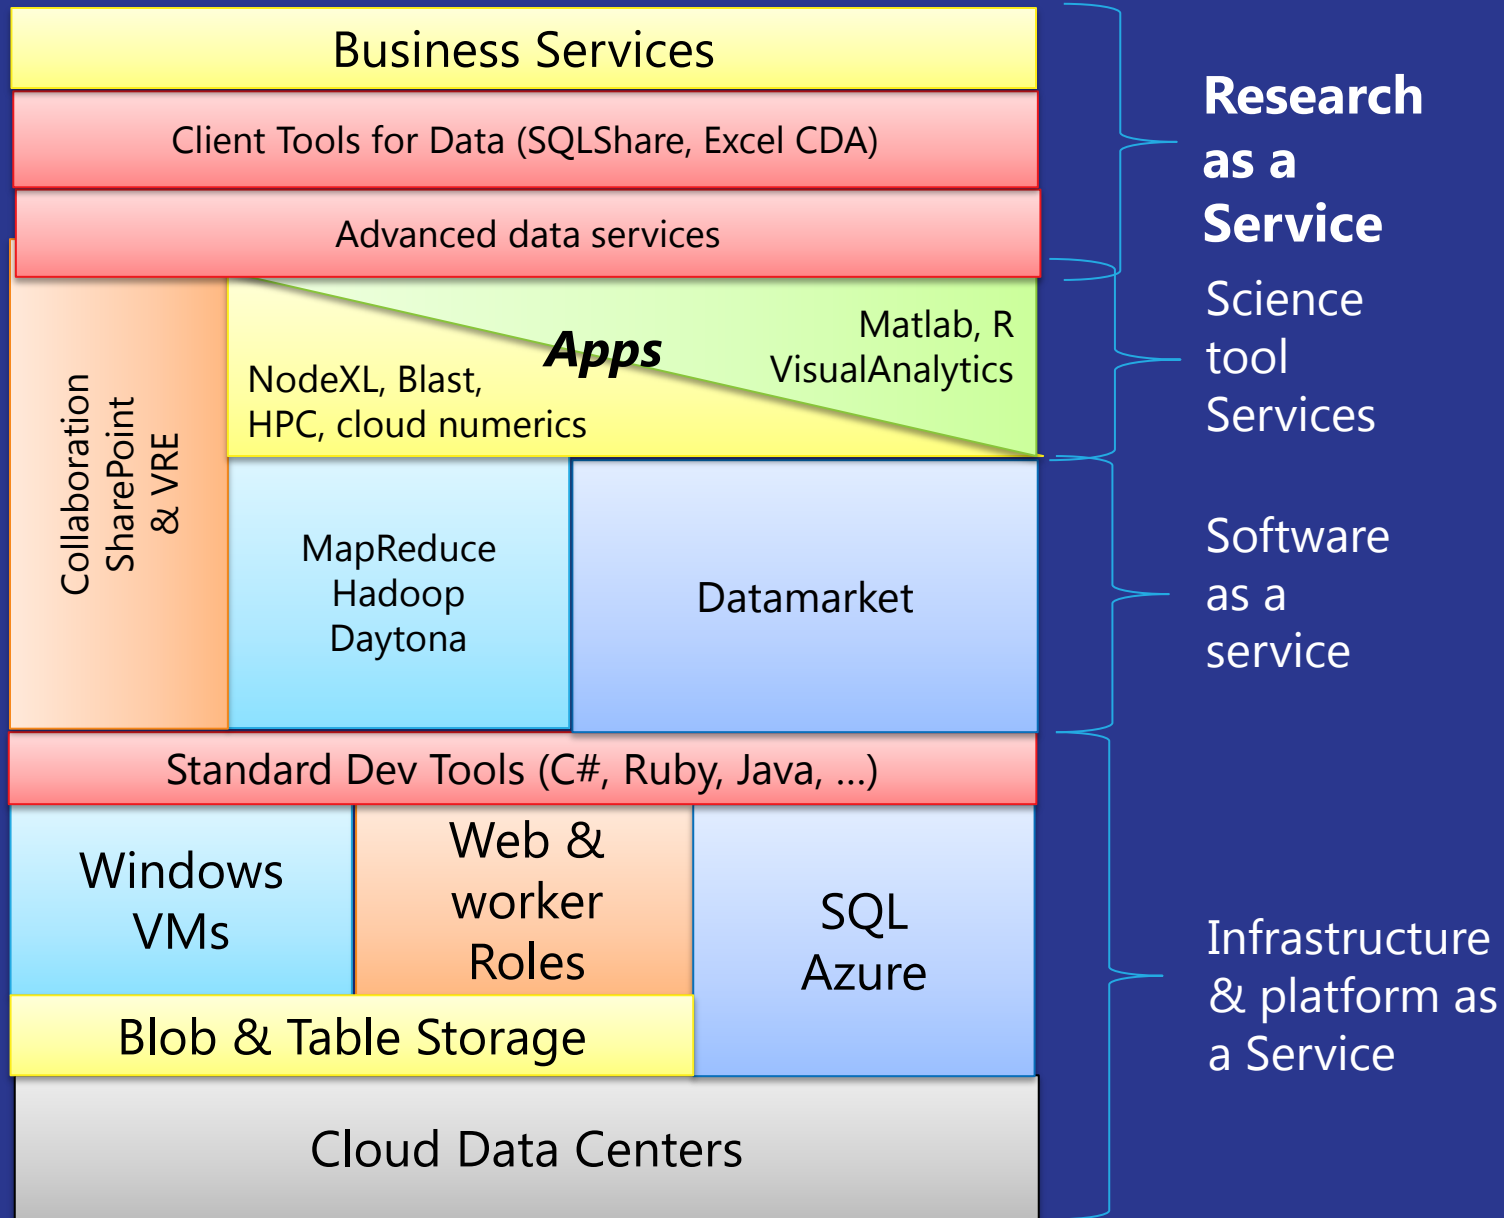 Business Services
Client Tools for Data (SQLShare, Excel CDA)
Advanced data services
Research
as a
Service
Collaboration
SharePoint
& VRE
Apps
Matlab, R
VisualAnalytics
NodeXL, Blast,
HPC, cloud numerics
Science
tool
Services
MapReduce
Hadoop
Daytona
Datamarket
Software
as a
service
Standard Dev Tools (C#, Ruby, Java, ...)
Windows
VMs
Web &
worker
Roles
SQL
Azure
Blob & Table Storage
Cloud Data Centers
Infrastructure
& platform as
a Service